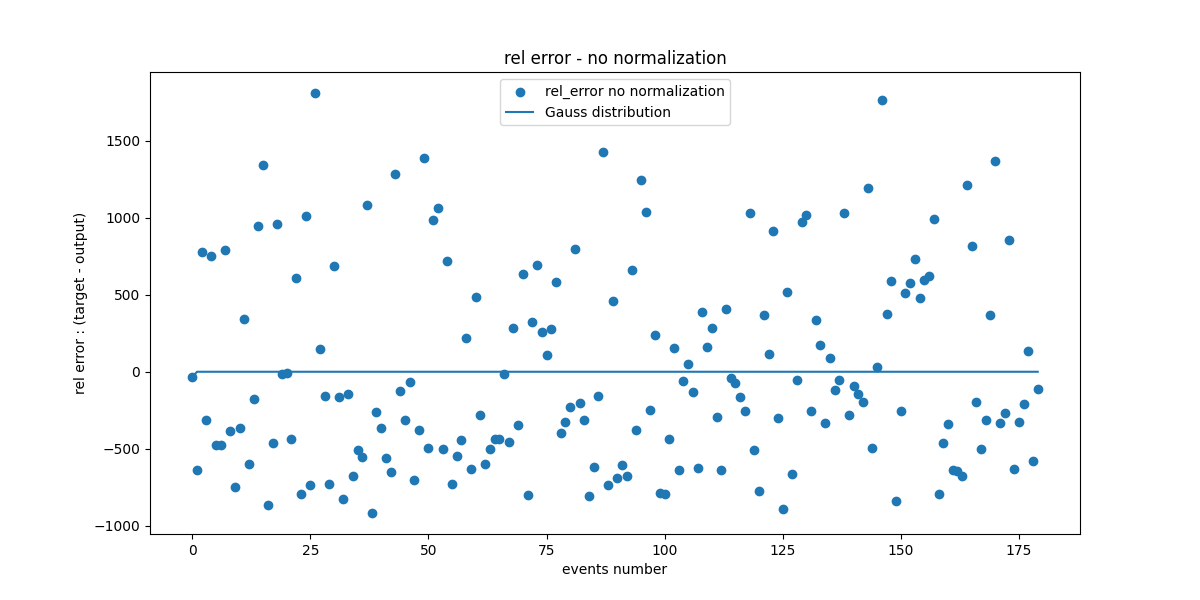 rel error - no normalization
rel_error no normalization
Gauss distribution
rel error : (target - output)
1500
1000
500
0
−500
−1000
0 25 50 75 100 125 150 175
events number